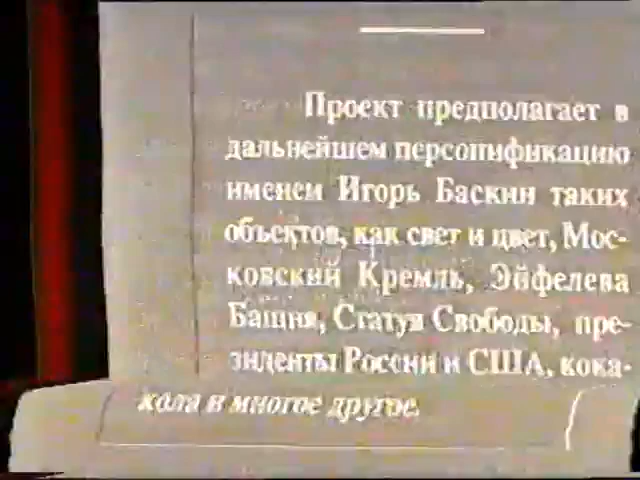 Проект предполагает в
дальнейшем персонификацию
именем Игорь Баскин таких
объектов, как свет и цвет, Мос-
ковский Кремль, Эйфелева
Башня, Статуя Свободы, пре-
зиденты России и США, кока-
кола и многое другое.